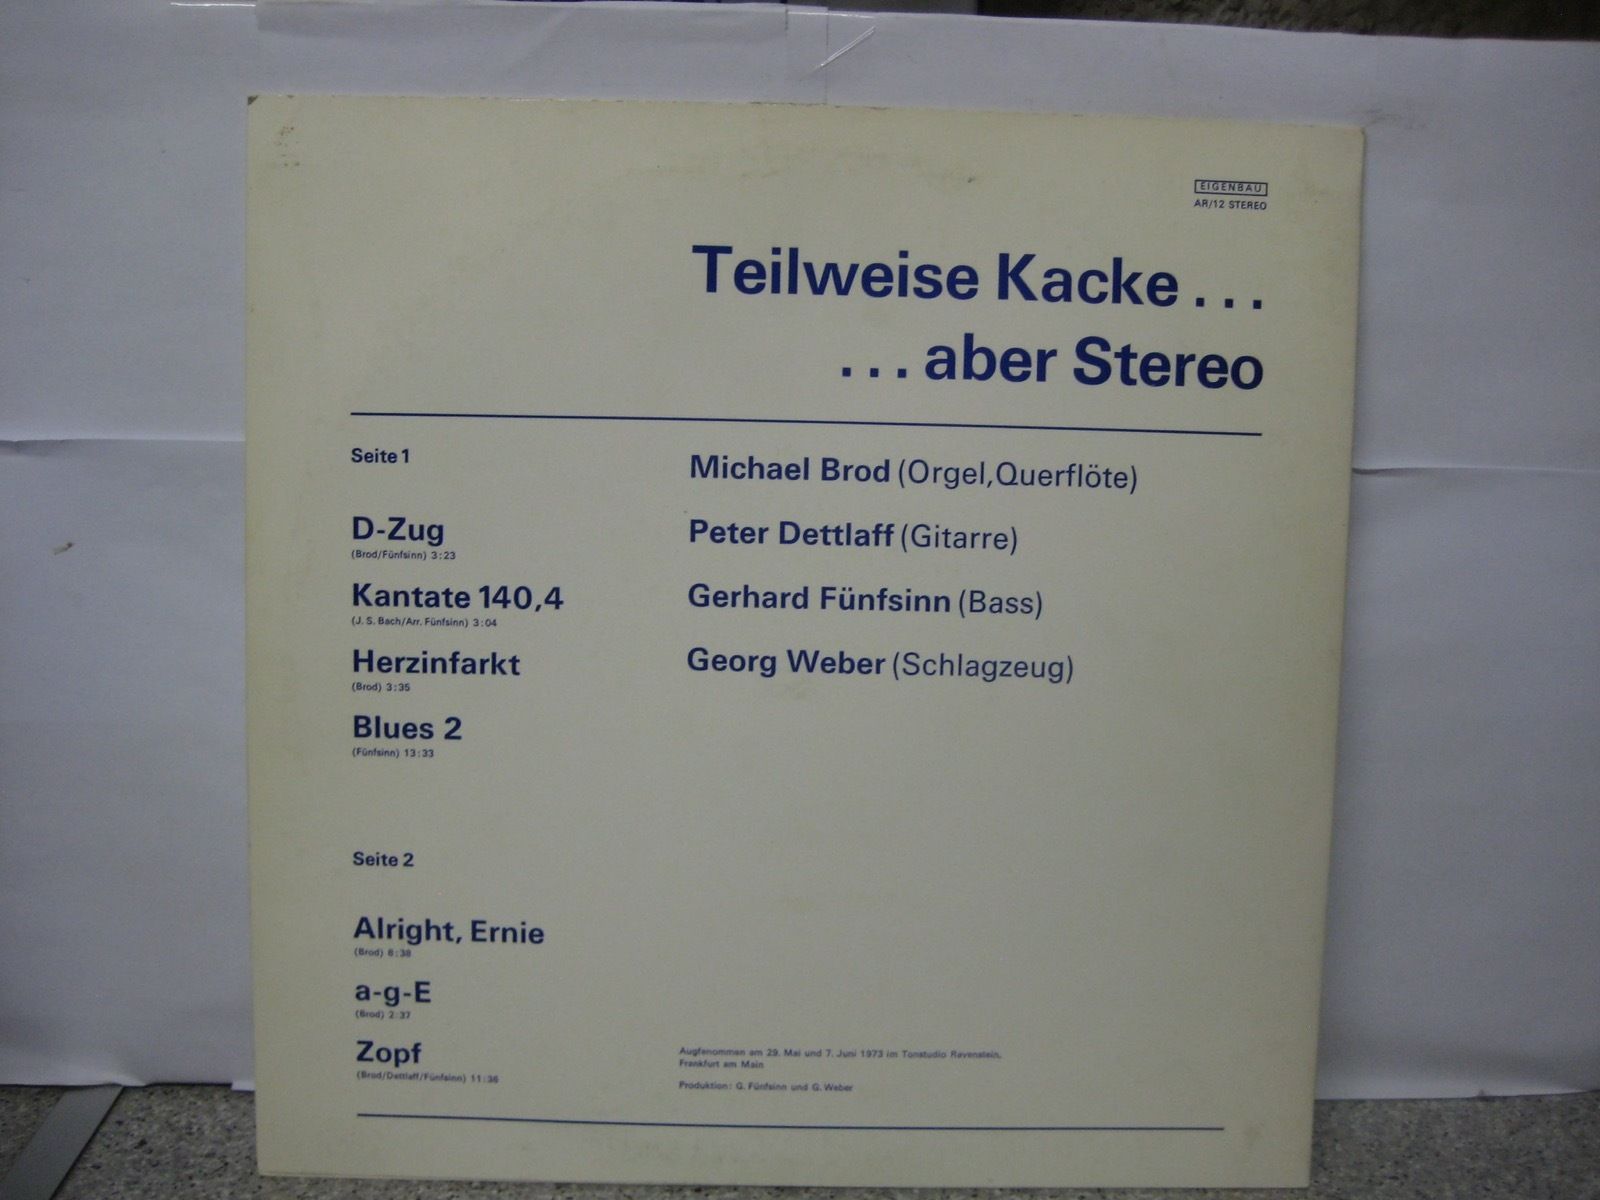 EIGENBAU
AR/12 STEREO
Teilweise Kacke . . .
. . . aber Stereo
Seite 1
D-Zug
(Brod/Fünfsinn) 3:23
Kantate 140,4
(J. S. Bach/Arr. Fünfsinn) 3:04
Herzinfarkt
(Brod) 3:35
Blues 2
(Fünfsinn) 13:33
Michael Brod (Orgel,Querflöte)
Peter Dettlaff (Gitarre)
Gerhard Fünfsinn (Bass)
Georg Weber (Schlagzeug)
Seite 2
Alright, Ernie
(Brod) 6:38
a-g-E
(Brod) 2:37
Zopf
(Brod/Dettlaff/Fünfsinn) 11:36
Augfenommen am 29. Mai und 7. Juni 1973 im Tonstudio Ravenstein,
Frankfurt am Main
Produktion: G. Fünfsinn und G. Weber